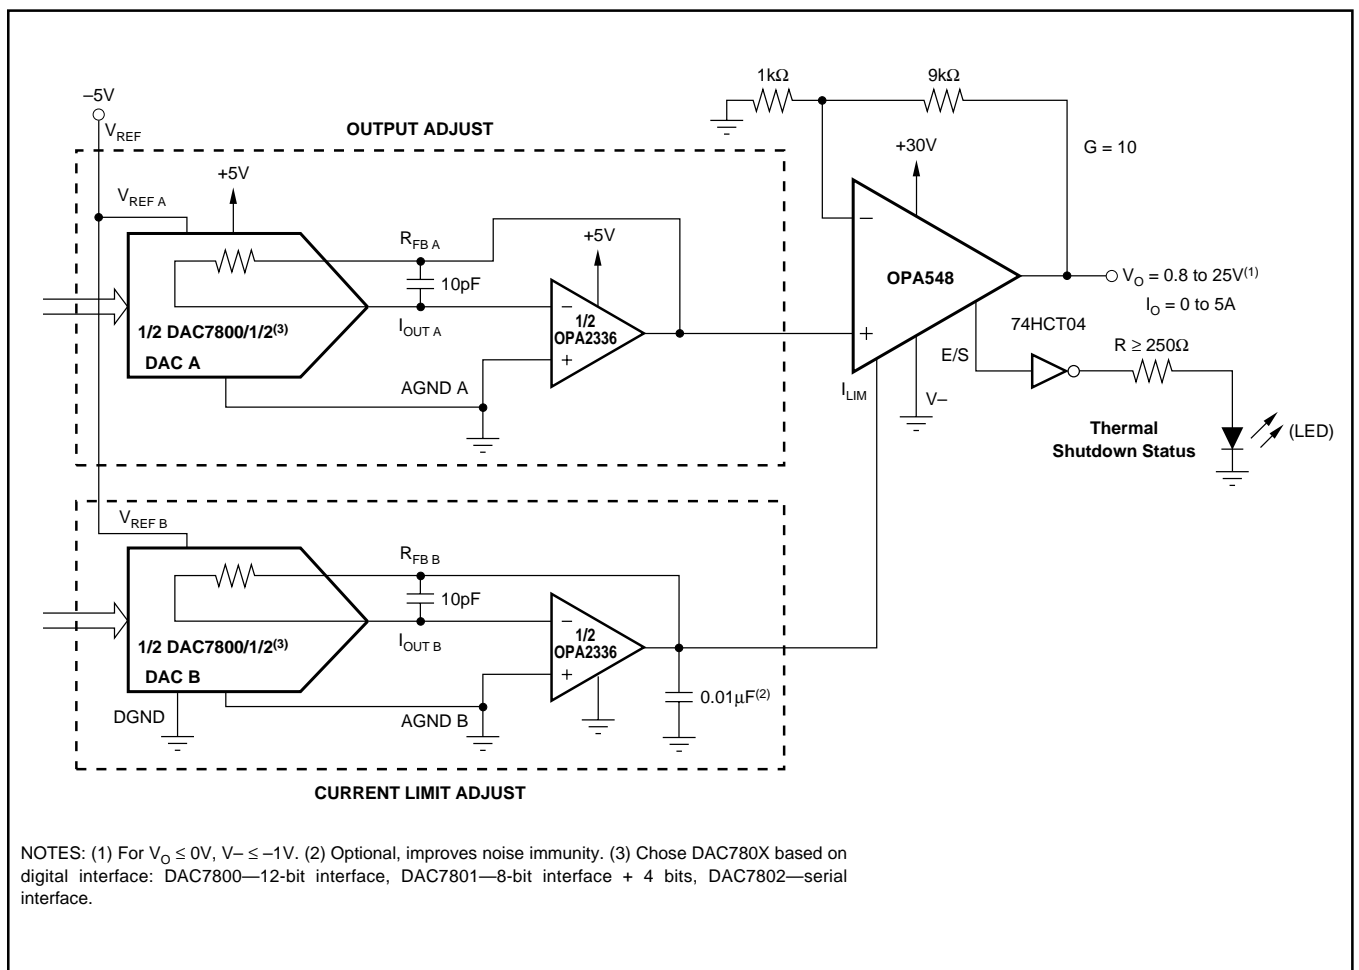 –5V
V_REF
OUTPUT ADJUST
1kΩ
9kΩ
+30V
G = 10
V_REF A
+5V
R_FB A
10pF
+5V
–
1/2
OPA2336
+
I_OUT A
1/2 DAC7800/1/2(3)
DAC A
AGND A
–
OPA548
+
V_O = 0.8 to 25V(1)
I_O = 0 to 5A
74HCT04
R ≥ 250Ω
E/S
I_LIM
V–
Thermal
Shutdown Status
(LED)
V_REF B
R_FB B
10pF
–
1/2
OPA2336
+
I_OUT B
1/2 DAC7800/1/2(3)
DAC B
DGND
AGND B
0.01µF(2)
CURRENT LIMIT ADJUST
NOTES: (1) For V_O ≤ 0V, V– ≤ –1V. (2) Optional, improves noise immunity. (3) Chose DAC780X based on
digital interface: DAC7800—12-bit interface, DAC7801—8-bit interface + 4 bits, DAC7802—serial
interface.